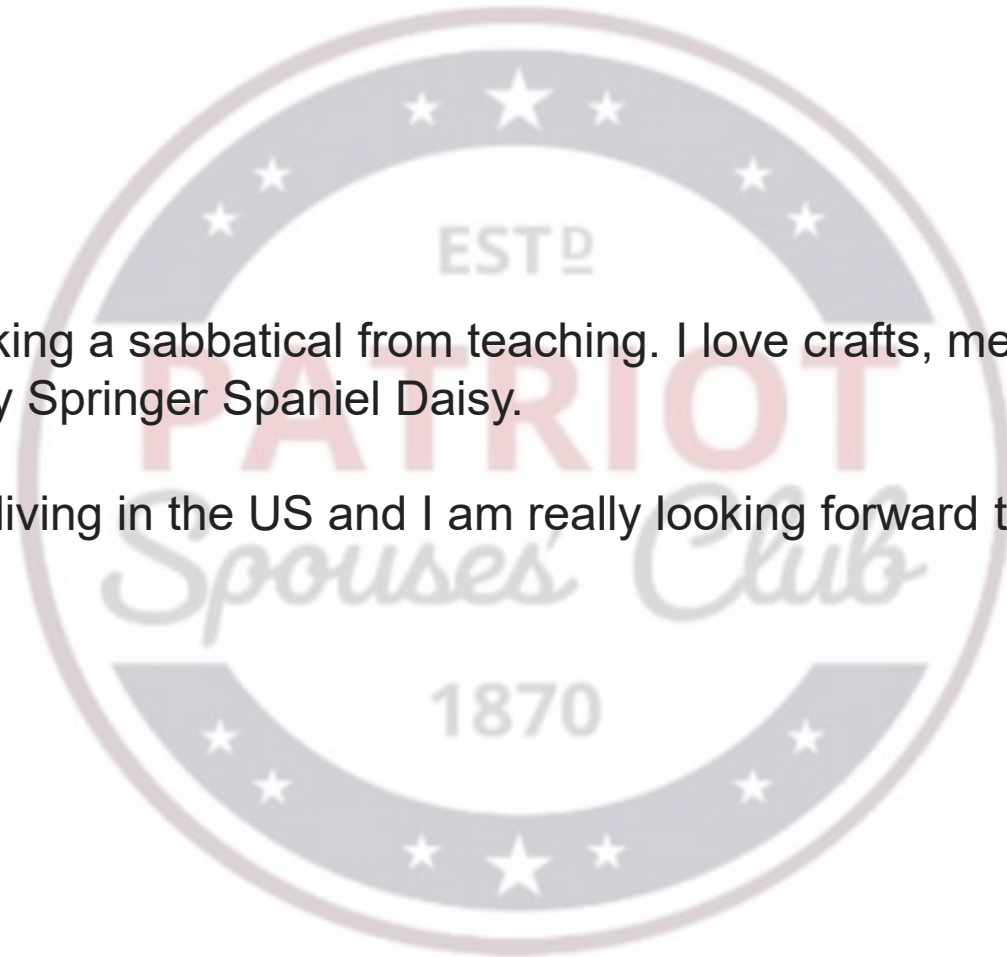 ESTD
king a sabbatical from teaching. I love crafts, me
y Springer Spaniel Daisy.
PATRIOT
living in the US and I am really looking forward t
Spouses' Club
1870